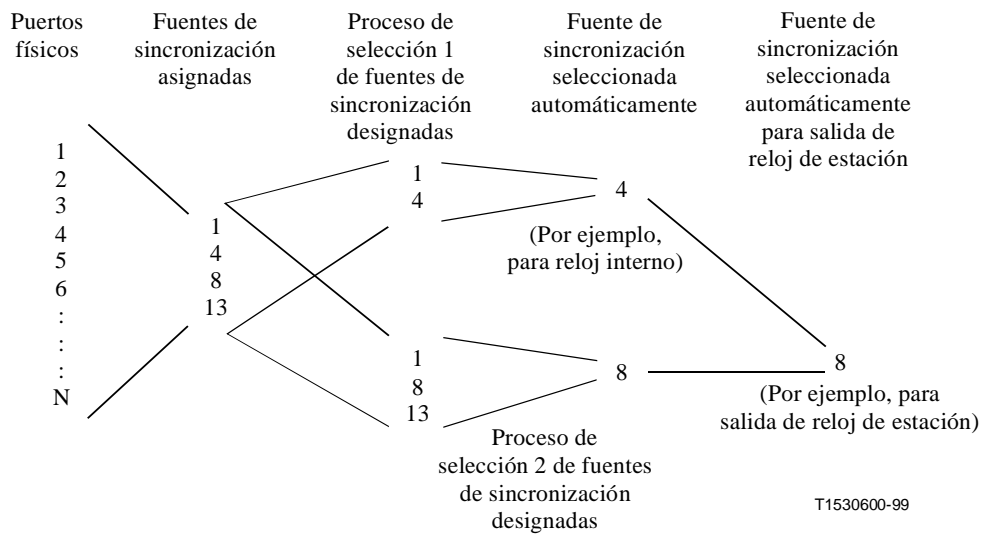 Puertos
físicos
Fuentes de
sincronización
asignadas
Proceso de
selección 1
de fuentes de
sincronización
designadas
Fuente de
sincronización
seleccionada
automáticamente
Fuente de
sincronización
seleccionada
automáticamente
para salida de
reloj de estación
1
2
3
4
5
6
:
:
:
N
1
4
8
13
1
4
4
(Por ejemplo,
para reloj interno)
1
8
13
Proceso de
selección 2 de fuentes
de sincronización
designadas
8
8
(Por ejemplo, para
salida de reloj de estación)
T1530600-99